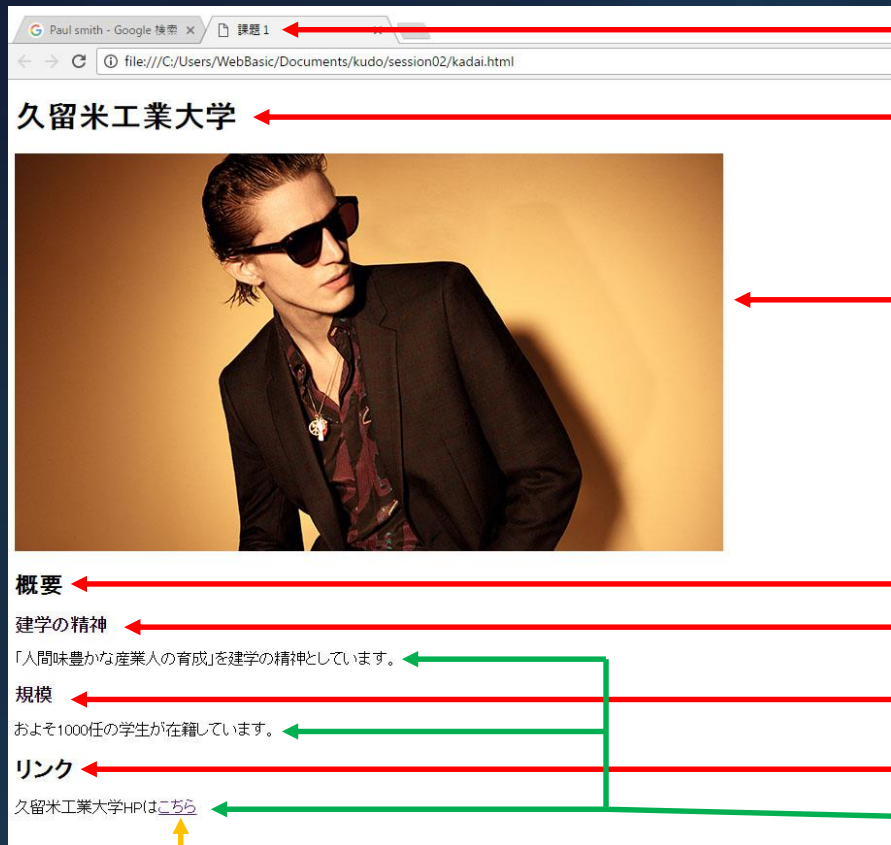 Paul smith - Google 検索
課題1
file:///C:/Users/WebBasic/Documents/kudo/session02/kadai.html
久留米工業大学
概要
建学の精神
「人間味豊かな産業人の育成」を建学の精神としています。
規模
およそ1000任の学生が在籍しています。
リンク
久留米工業大学HPはこちら